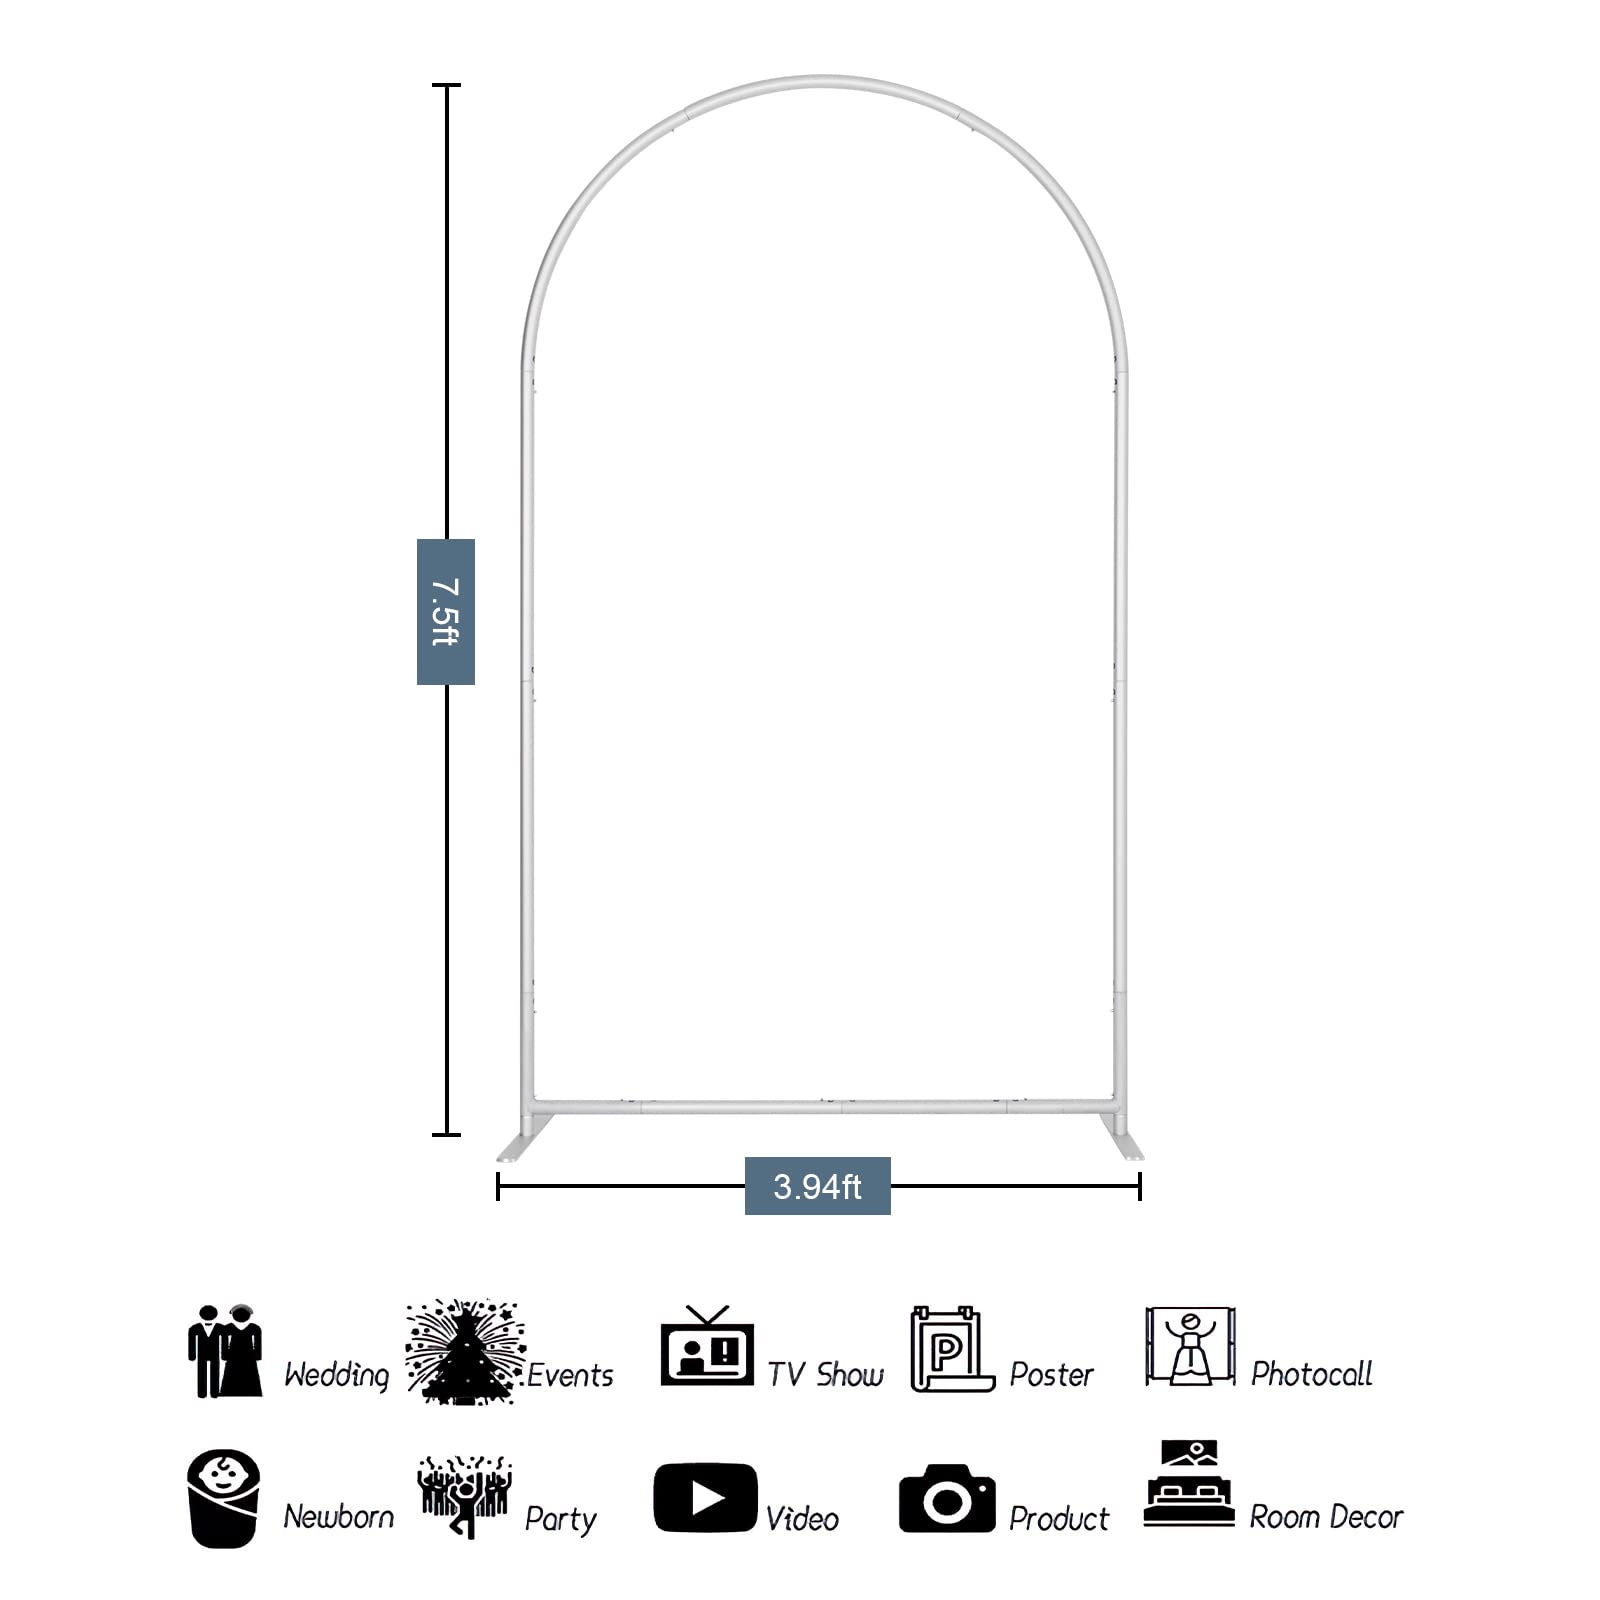 7.5ft
3.94ft
Wedding
Events
TV Show
P
Poster
Photocall
Newborn
Party
Video
Product
Room Decor